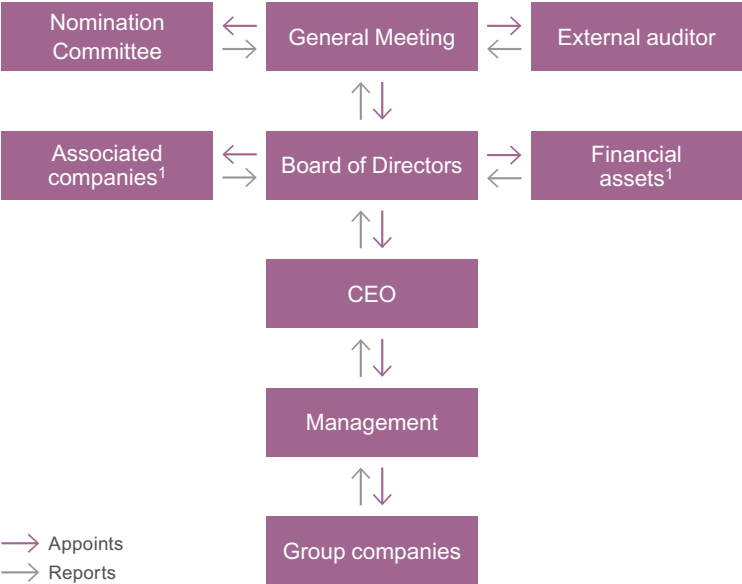 Nomination
Committee
General Meeting
External auditor
Associated
companies¹
Board of Directors
Financial
assets¹
CEO
Management
Group companies
Appoints
Reports